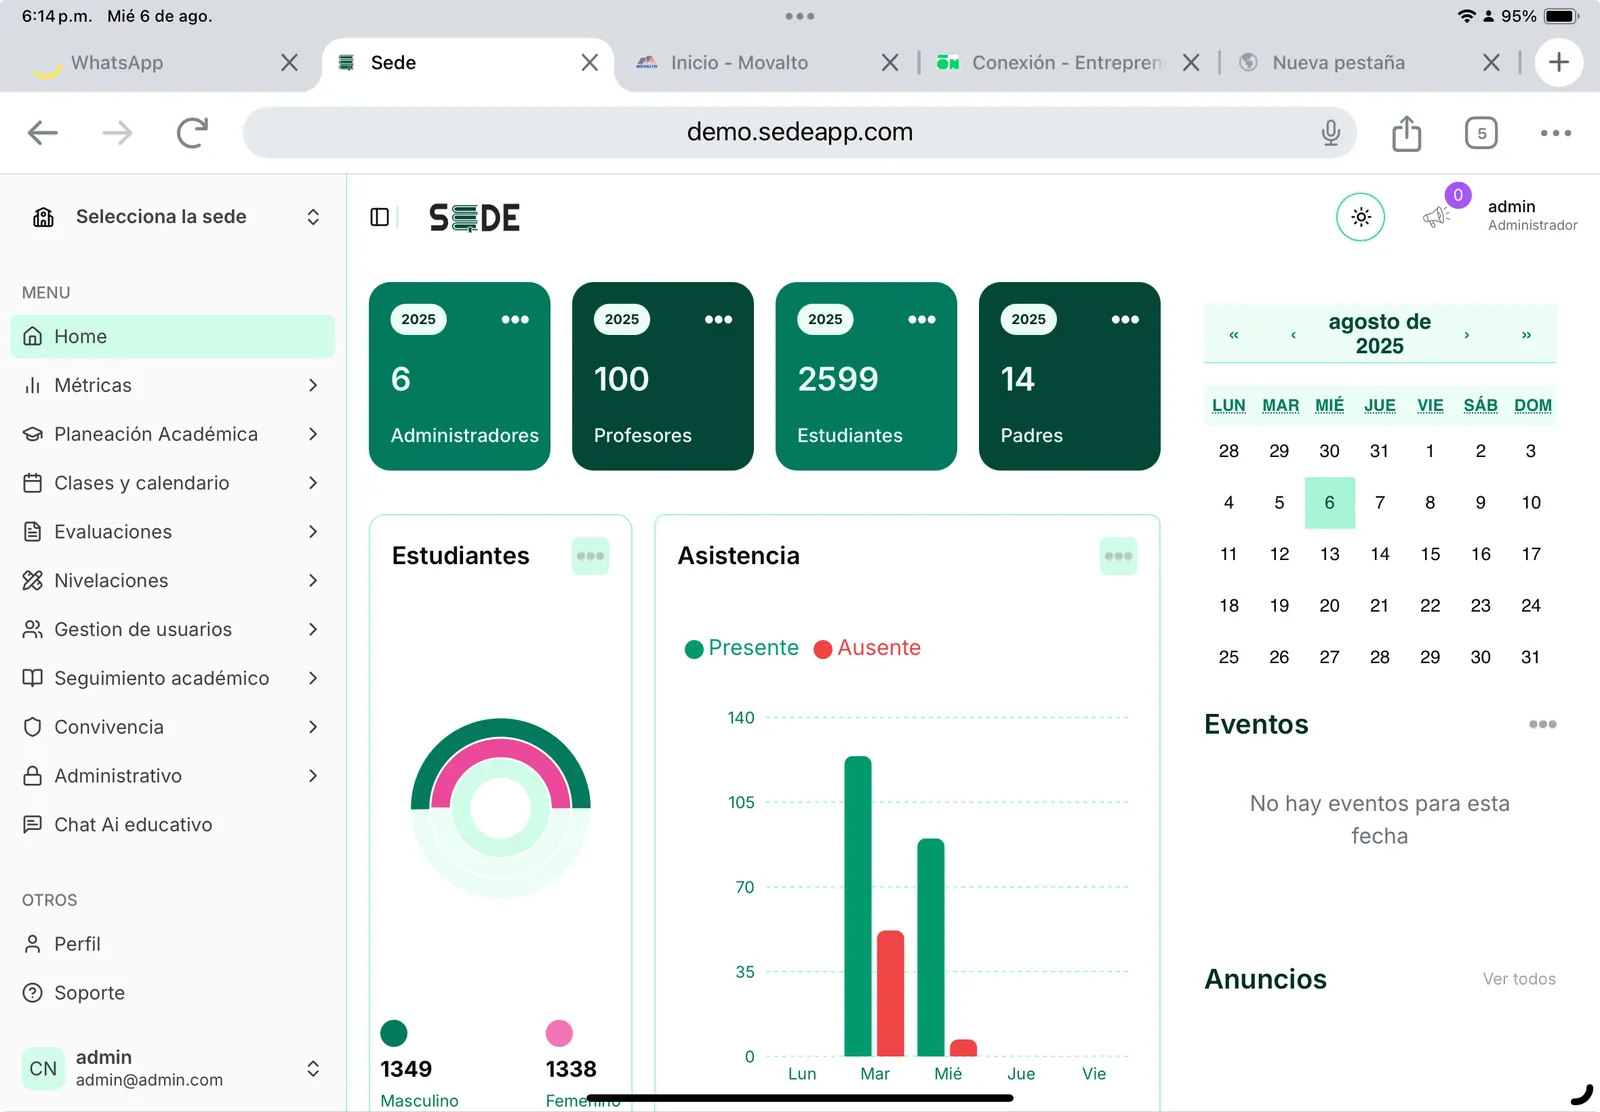 6:14 p.m. Mié 6 de ago.
95%
WhatsApp
Sede
Inicio - Movalto
Conexión - Entrepren
Nueva pestaña
demo.sedeapp.com
5
Selecciona la sede
SEDE
0
admin
Administrador
MENU
Home
Métricas
Planeación Académica
Clases y calendario
Evaluaciones
Nivelaciones
Gestion de usuarios
Seguimiento académico
Convivencia
Administrativo
Chat Ai educativo
OTROS
Perfil
Soporte
CN
admin
admin@admin.com
2025
6
Administradores
2025
100
Profesores
2025
2599
Estudiantes
2025
14
Padres
Estudiantes
1349
Masculino
1338
Femenino
Asistencia
Presente Ausente
140
105
70
35
0
Lun Mar Mié Jue Vie
« ‹ agosto de
2025 › »
LUN MAR MIÉ JUE VIE SÁB DOM
28 29 30 31 1 2 3
4 5 6 7 8 9 10
11 12 13 14 15 16 17
18 19 20 21 22 23 24
25 26 27 28 29 30 31
Eventos
No hay eventos para esta
fecha
Anuncios
Ver todos